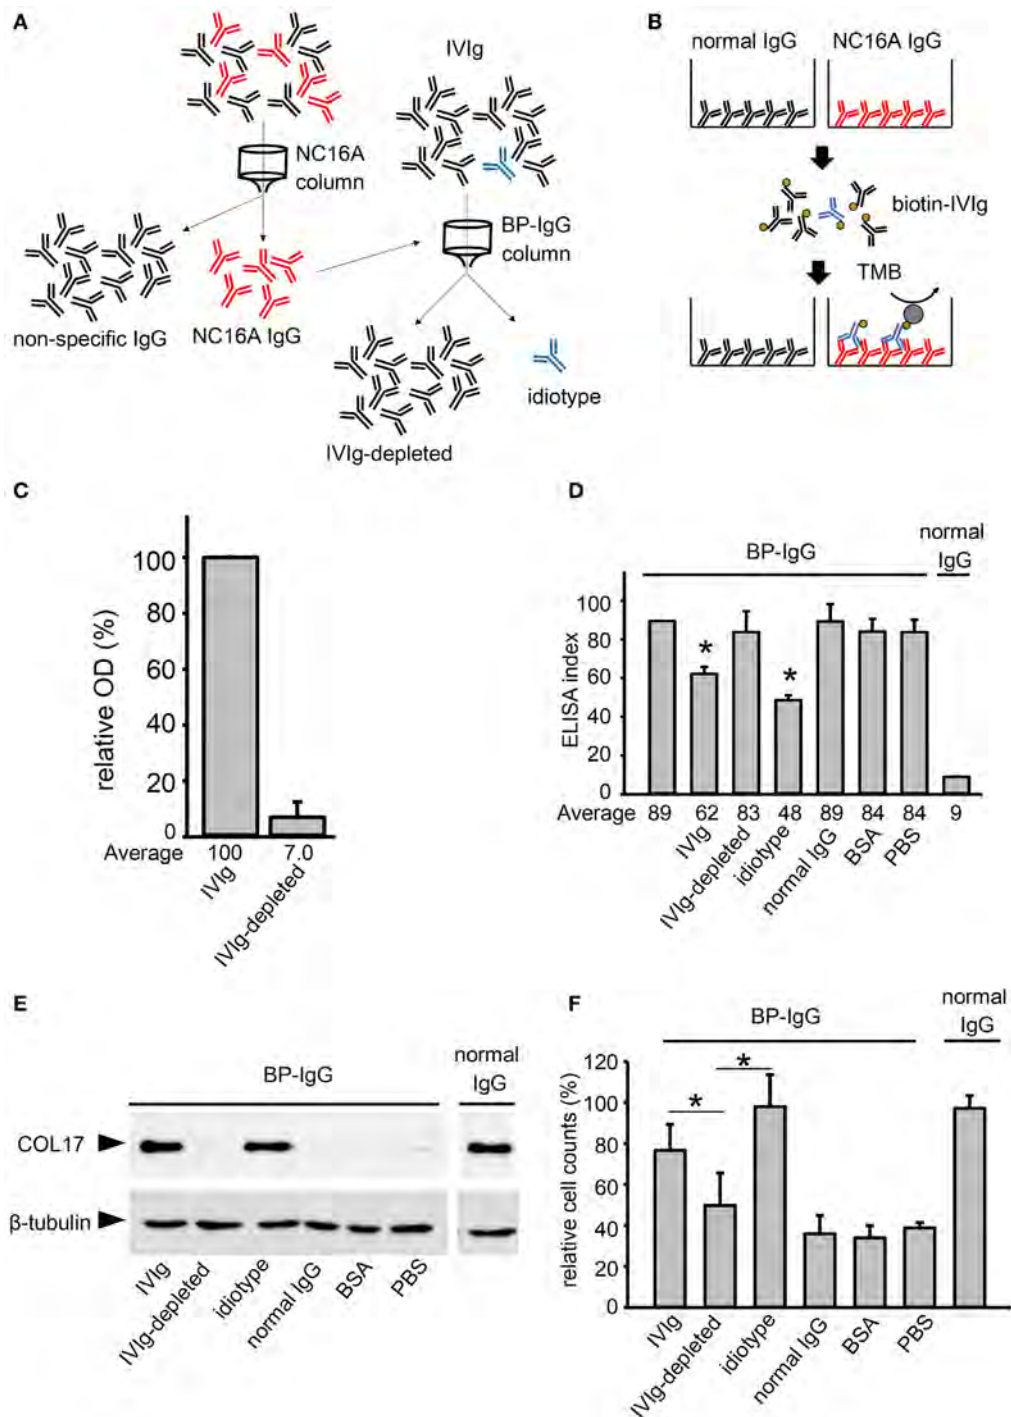 A
NC16A
column
non-specific IgG
NC16A IgG
IVIg
BP-IgG
column
IVIg-depleted
idiotype
B
normal IgG
NC16A IgG
biotin-IVIg
TMB
C
relative OD (%)
100
80
60
40
20
0
Average 100 7.0
IVIg
IVIg-depleted
D
BP-IgG
normal
IgG
ELISA index
100
80
60
40
20
0
* *
Average 89 62 83 48 89 84 84 9
IVIg
IVIg-depleted
idiotype
normal IgG
BSA
PBS
E
BP-IgG
normal
IgG
COL17
β-tubulin
IVIg
IVIg-depleted
idiotype
normal IgG
BSA
PBS
F
BP-IgG
normal
IgG
relative cell counts (%)
120
100
80
60
40
20
0
* *
IVIg
IVIg-depleted
idiotype
normal IgG
BSA
PBS